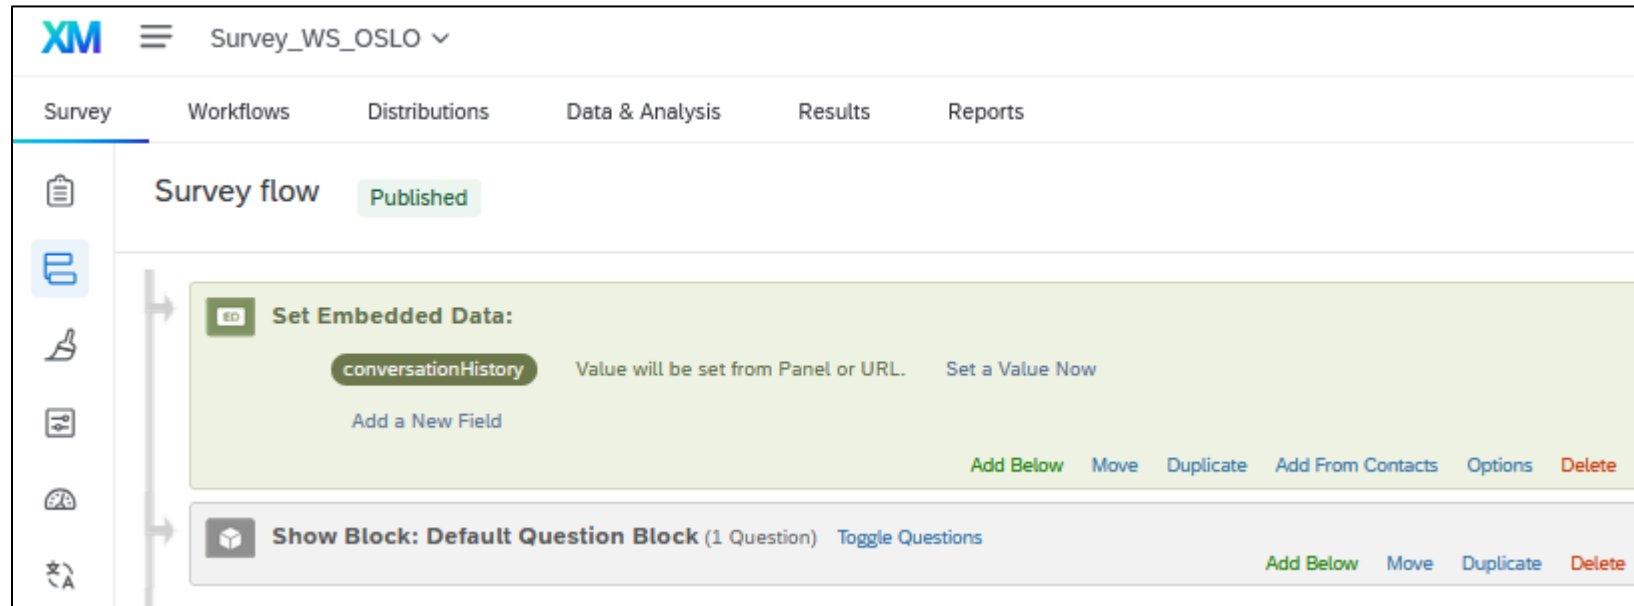 XM Survey_WS_OSLO
Survey Workflows Distributions Data & Analysis Results Reports
Survey flow Published
ED Set Embedded Data:
conversationHistory Value will be set from Panel or URL. Set a Value Now
Add a New Field
Add Below Move Duplicate Add From Contacts Options Delete
Show Block: Default Question Block (1 Question) Toggle Questions
Add Below Move Duplicate Delete
文A